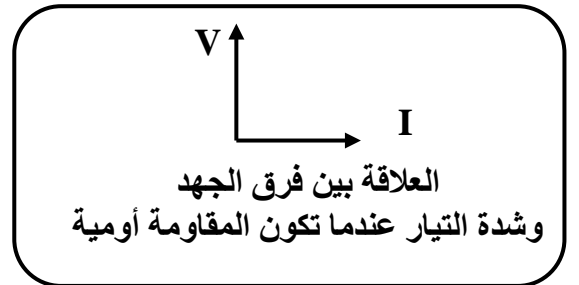 V
I
العلاقة بين فرق الجهد
وشدة التيار عندما تكون المقاومة أومية